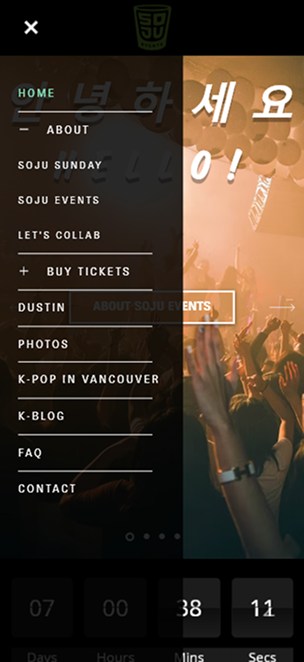 SOJU
EVENTS
안녕하세요
HOME
ABOUT
HELLO!
SOJU SUNDAY
SOJU EVENTS
LET'S COLLAB
BUY TICKETS
DUSTIN
ABOUT SOJU EVENTS
PHOTOS
K-POP IN VANCOUVER
K-BLOG
FAQ
CONTACT
07 00 38 11
Days Hours Mins Secs